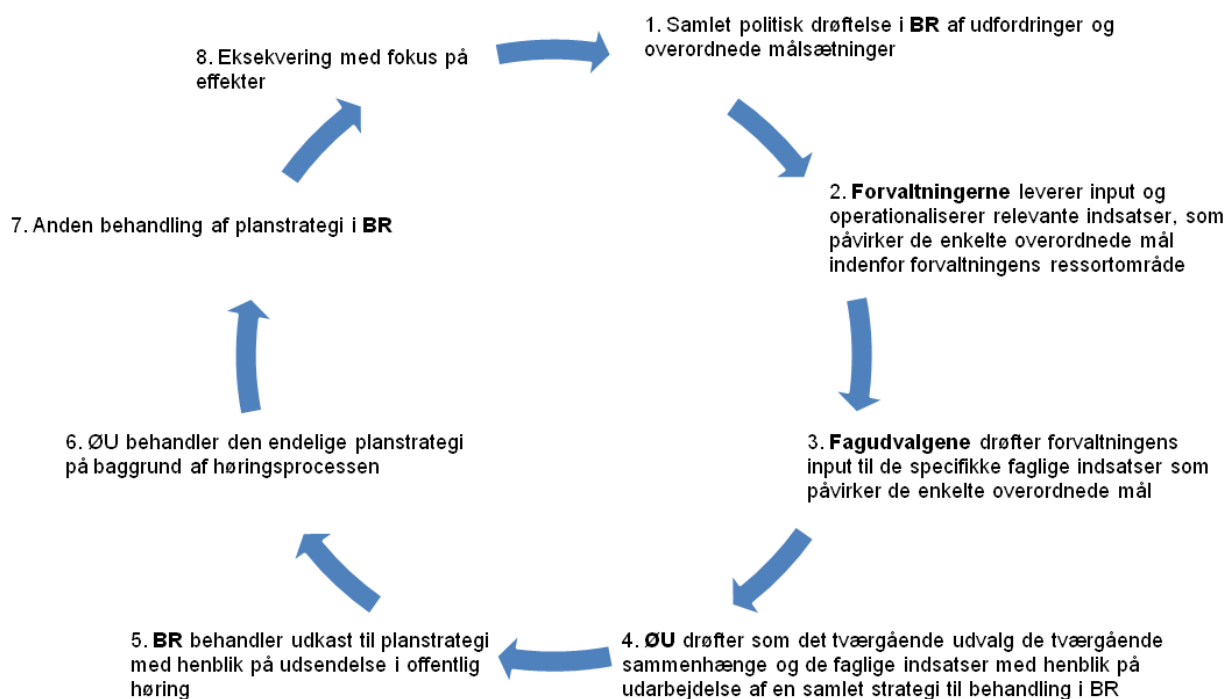 1. Samlet politisk drøftelse i BR af udfordringer og
overordnede målsætninger
2. Forvaltningerne leverer input og
operationaliserer relevante indsatser, som
påvirker de enkelte overordnede mål
indenfor forvaltningens ressortområde
3. Fagudvalgene drøfter forvaltningens
input til de specifikke faglige indsatser som
påvirker de enkelte overordnede mål
4. ØU drøfter som det tværgående udvalg de tværgående
sammenhænge og de faglige indsatser med henblik på
udarbejdelse af en samlet strategi til behandling i BR
5. BR behandler udkast til planstrategi
med henblik på udsendelse i offentlig
høring
6. ØU behandler den endelige planstrategi
på baggrund af høringsprocessen
7. Anden behandling af planstrategi i BR
8. Eksekvering med fokus på
effekter